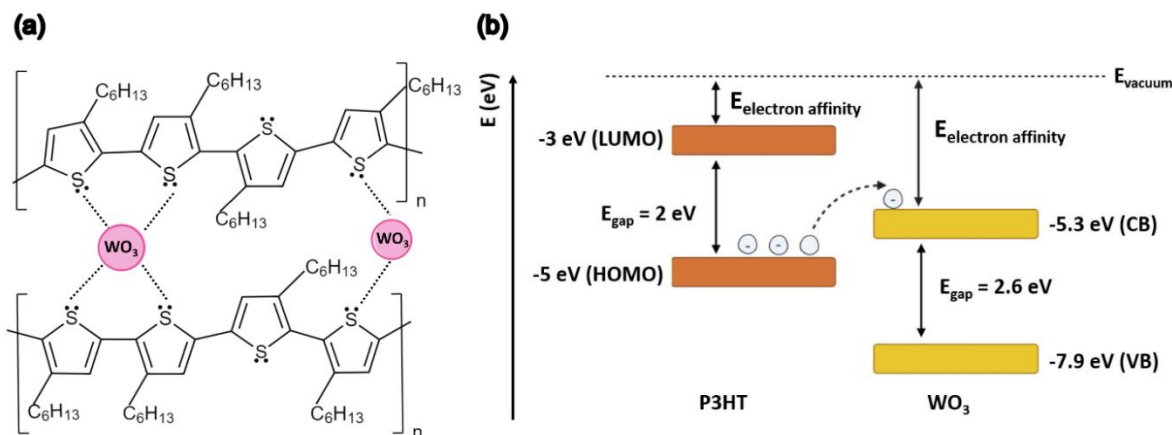 (a)
C₆H₁₃
C₆H₁₃
C₆H₁₃
S
S
S
S
n
C₆H₁₃
WO₃
WO₃
C₆H₁₃
S
S
S
S
n
C₆H₁₃
C₆H₁₃
C₆H₁₃
(b)
E (eV)
Evacuum
Eelectron affinity
Eelectron affinity
-3 eV (LUMO)
Egap = 2 eV
-5.3 eV (CB)
-5 eV (HOMO)
Egap = 2.6 eV
-7.9 eV (VB)
P3HT
WO₃